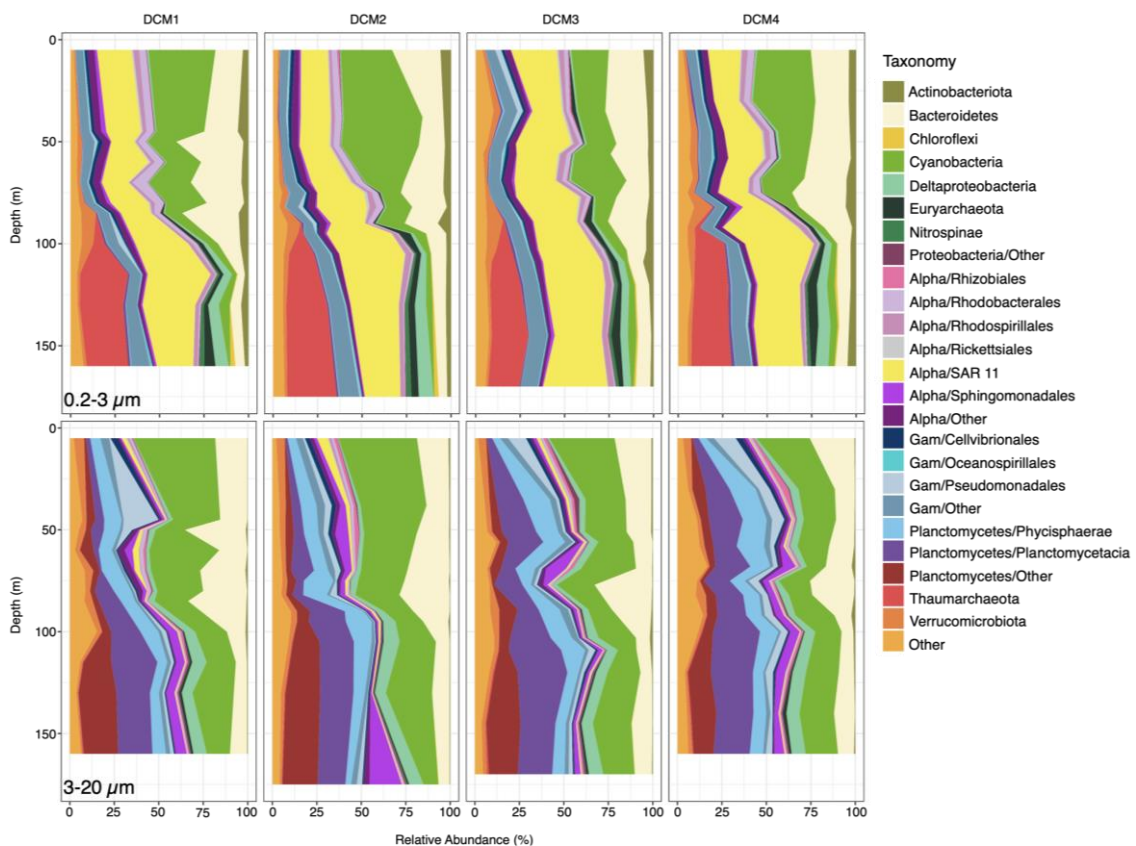 DCM1 DCM2 DCM3 DCM4
0
50
100
150
Depth (m)
0.2-3 µm
0
50
100
150
Depth (m)
3-20 µm
0 25 50 75 100 0 25 50 75 100 0 25 50 75 100 0 25 50 75 100
Relative Abundance (%)
Taxonomy
Actinobacteriota
Bacteroidetes
Chloroflexi
Cyanobacteria
Deltaproteobacteria
Euryarchaeota
Nitrospinae
Proteobacteria/Other
Alpha/Rhizobiales
Alpha/Rhodobacterales
Alpha/Rhodospirillales
Alpha/Rickettsiales
Alpha/SAR 11
Alpha/Sphingomonadales
Alpha/Other
Gam/Cellvibrionales
Gam/Oceanospirillales
Gam/Pseudomonadales
Gam/Other
Planctomycetes/Phycisphaerae
Planctomycetes/Planctomycetacia
Planctomycetes/Other
Thaumarchaeota
Verrucomicrobiota
Other